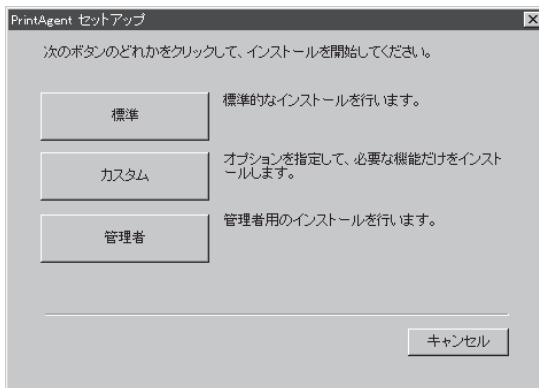 PrintAgent セットアップ
次のボタンのどれかをクリックして、インストールを開始してください。
標準
標準的なインストールを行います。
カスタム
オプションを指定して、必要な機能だけをインスト
ールします。
管理者
管理者用のインストールを行います。
キャンセル